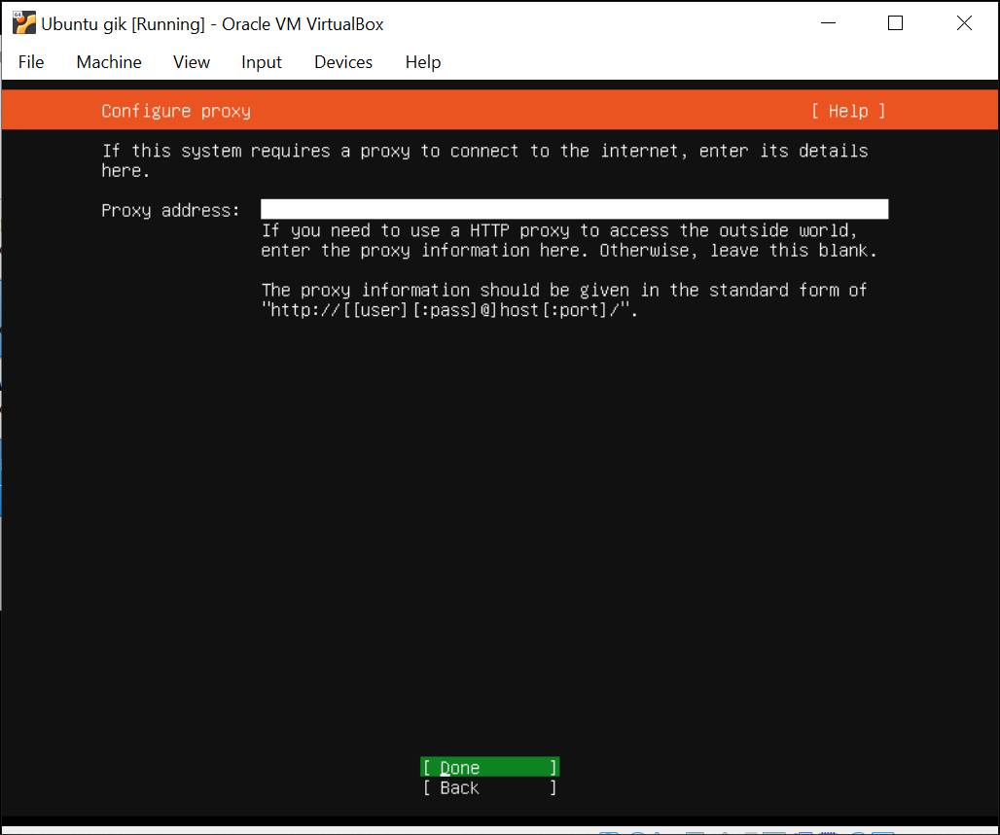 Ubuntu gik [Running] - Oracle VM VirtualBox
File Machine View Input Devices Help
Configure proxy [ Help ]
If this system requires a proxy to connect to the internet, enter its details
here.
Proxy address:
If you need to use a HTTP proxy to access the outside world,
enter the proxy information here. Otherwise, leave this blank.
The proxy information should be given in the standard form of
"http://[[user][:pass]@]host[:port]/".
[ Done ]
[ Back ]